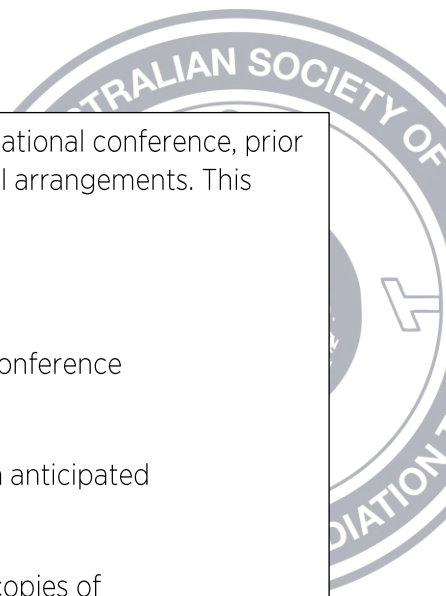 TRALIAN SOCIETY OF
ational conference, prior
l arrangements. This
onference
n anticipated
copies of
DIATION T